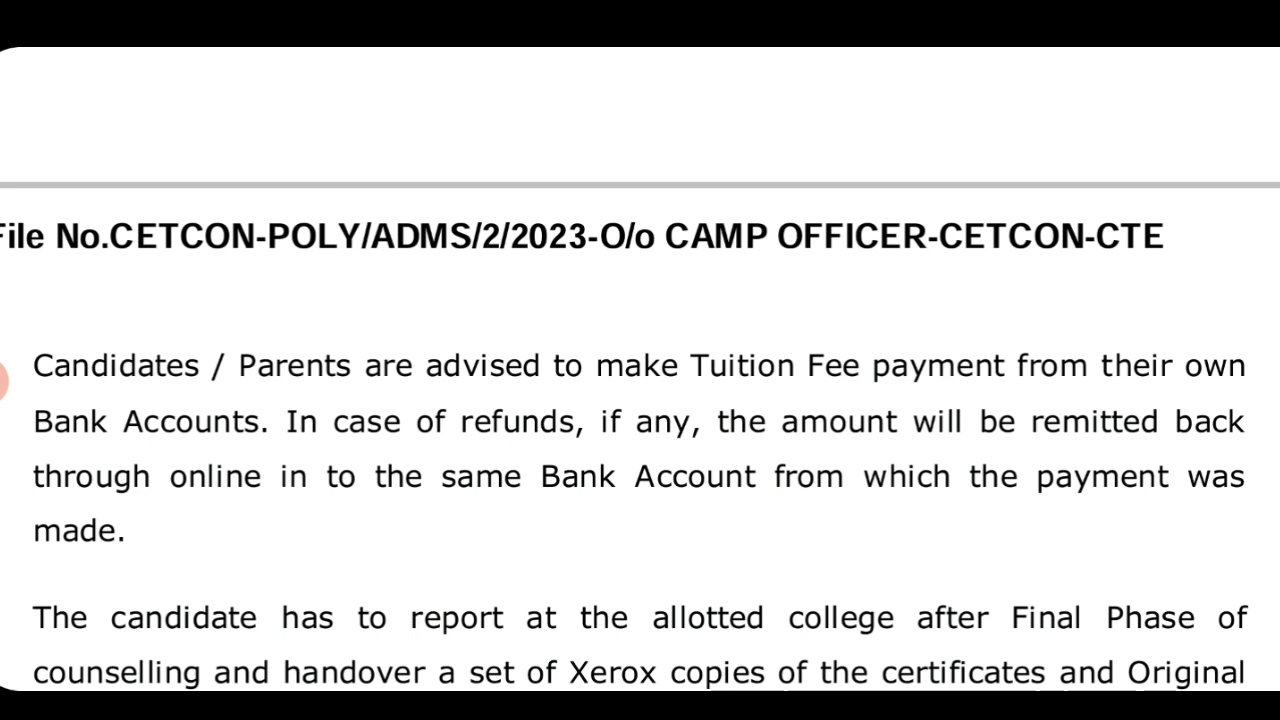 File No.CETCON-POLY/ADMS/2/2023-O/o CAMP OFFICER-CETCON-CTE
Candidates / Parents are advised to make Tuition Fee payment from their own
Bank Accounts. In case of refunds, if any, the amount will be remitted back
through online in to the same Bank Account from which the payment was
made.
The candidate has to report at the allotted college after Final Phase of
counselling and handover a set of Xerox copies of the certificates and Original